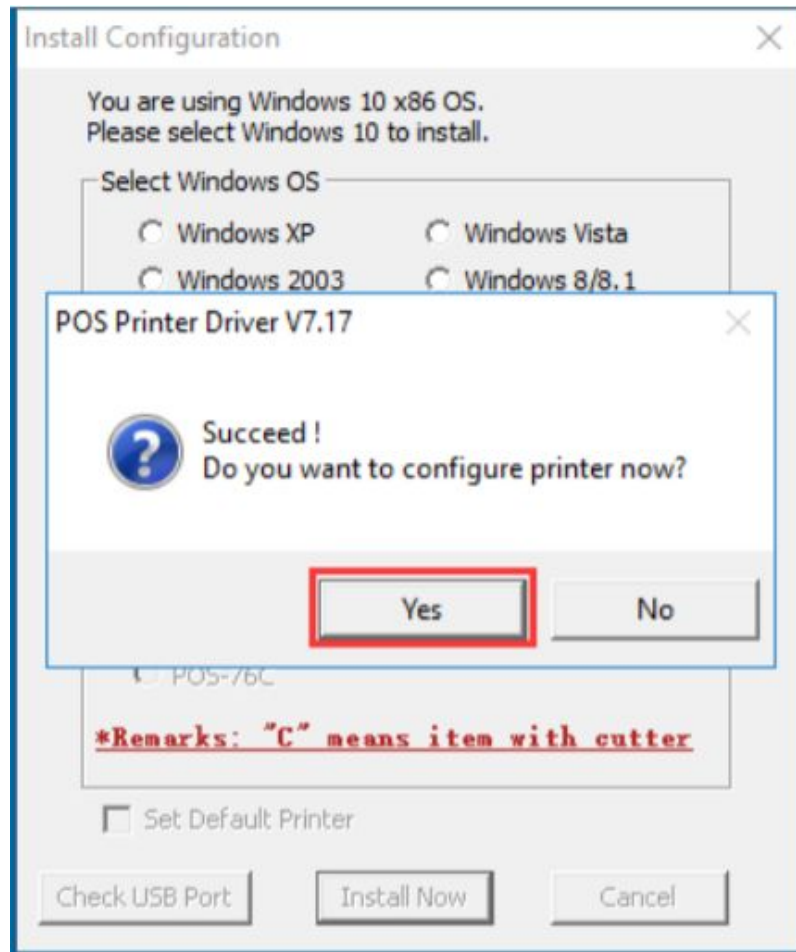 Install Configuration
You are using Windows 10 x86 OS.
Please select Windows 10 to install.
Select Windows OS
Windows XP
Windows Vista
Windows 2003
Windows 8/8.1
POS Printer Driver V7.17
Succeed !
Do you want to configure printer now?
Yes
No
POS-76C
*Remarks: "C" means item with cutter
Set Default Printer
Check USB Port
Install Now
Cancel